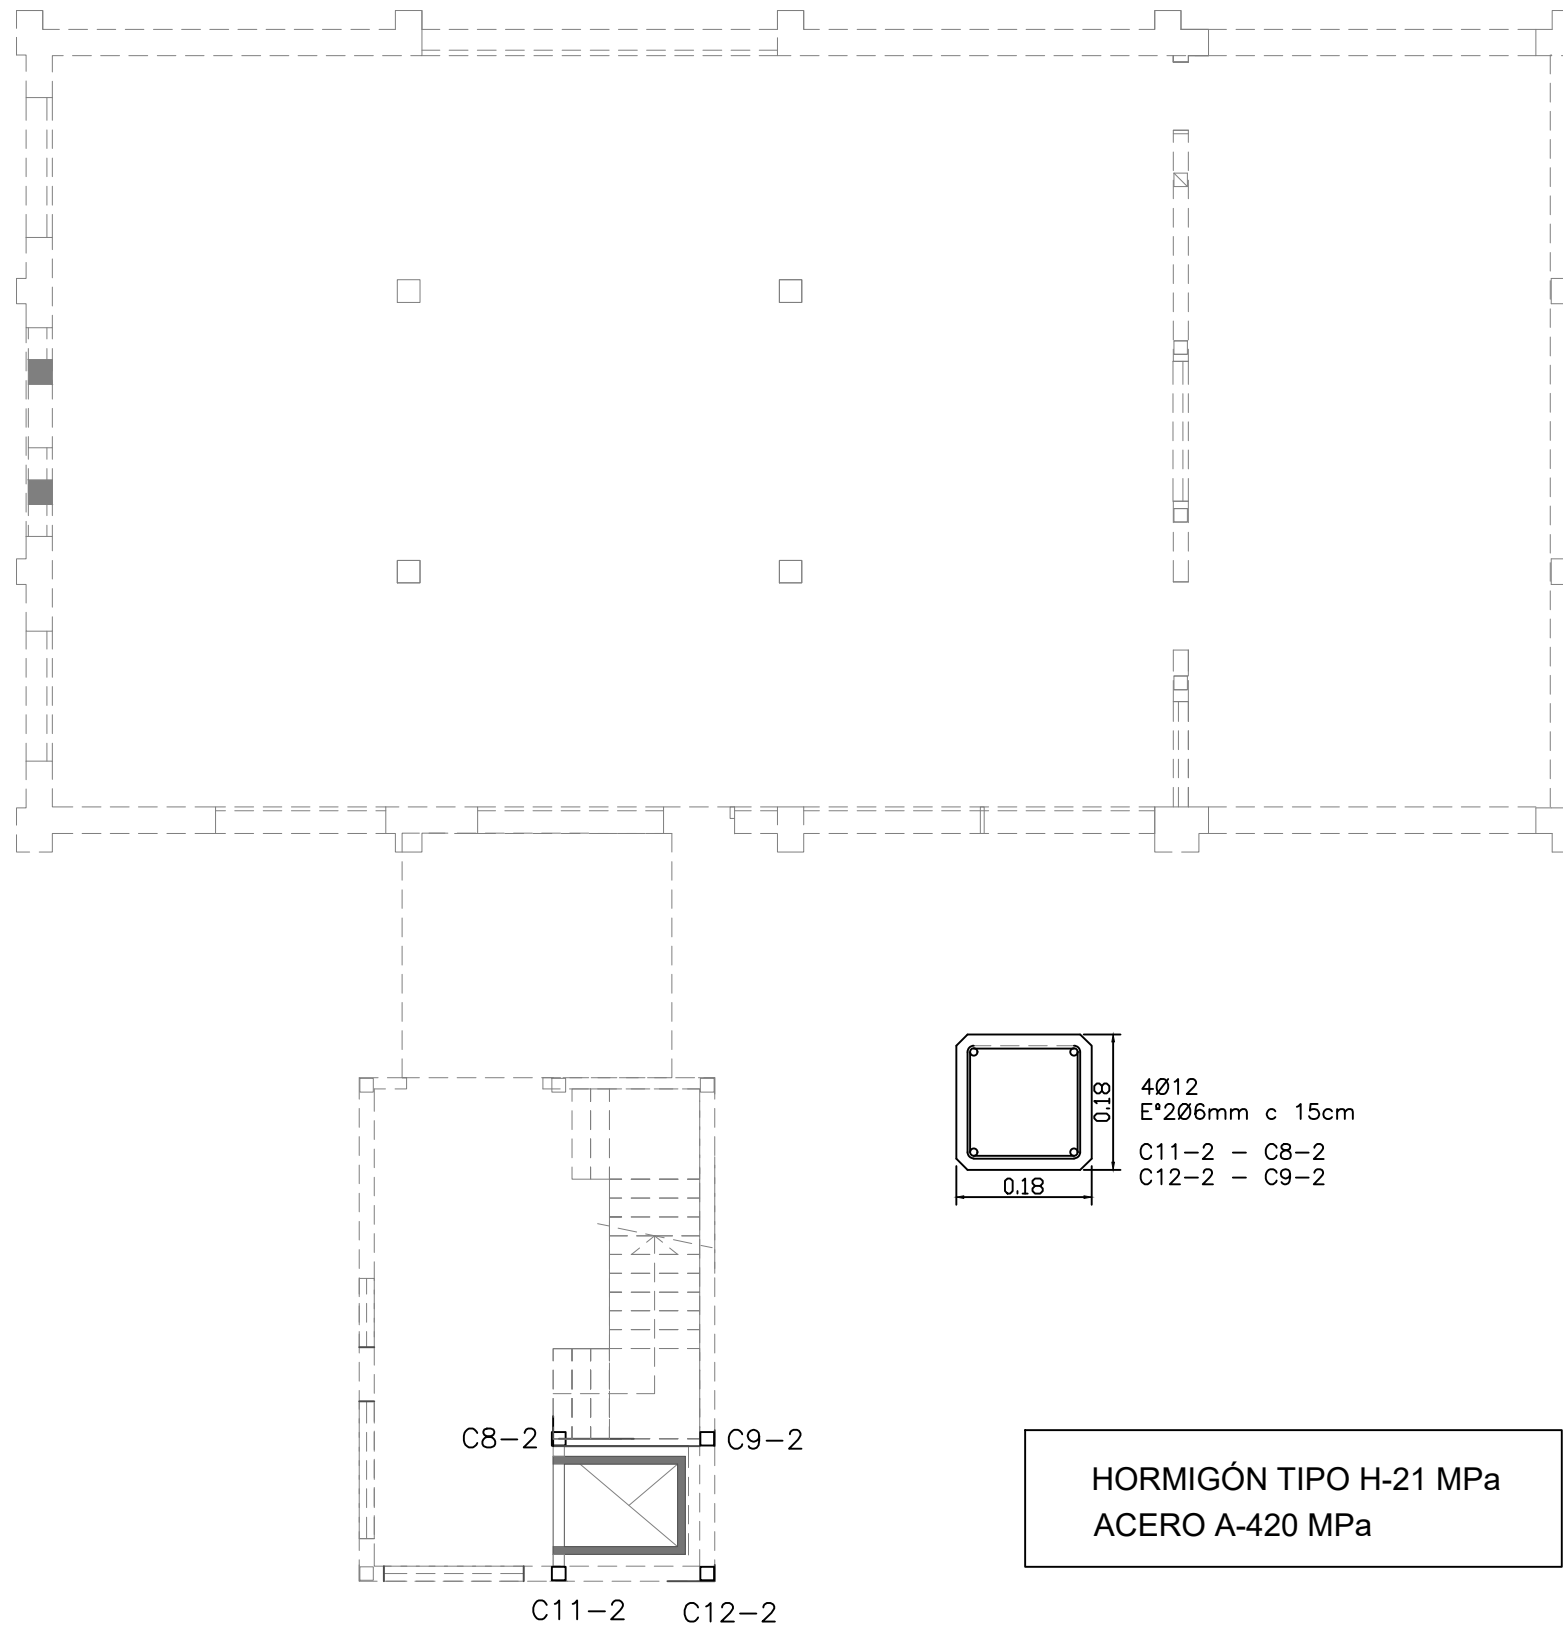 0.18
0.18
4Ø12
Eº2Ø6mm c 15cm
C11-2 - C8-2
C12-2 - C9-2
C8-2
C9-2
HORMIGÓN TIPO H-21 MPa
ACERO A-420 MPa
C11-2
C12-2